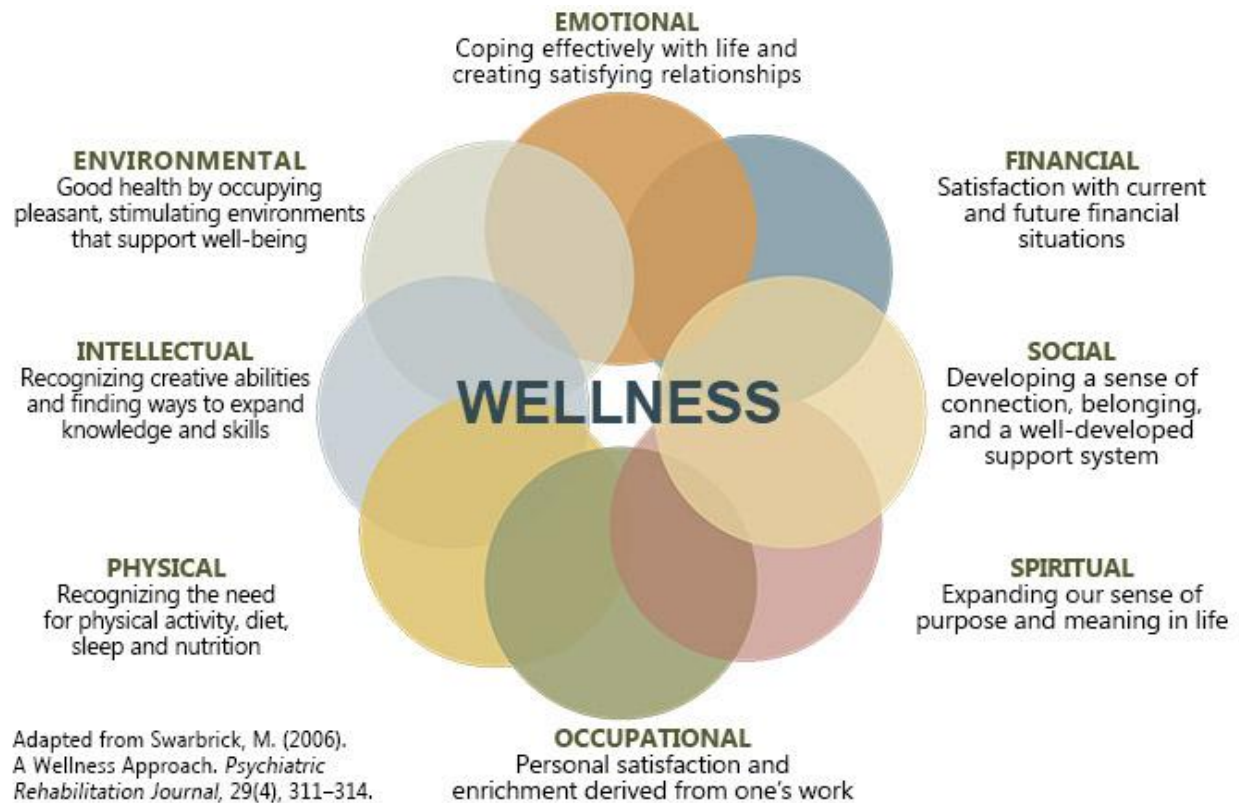 EMOTIONAL
Coping effectively with life and
creating satisfying relationships
ENVIRONMENTAL
Good health by occupying
pleasant, stimulating environments
that support well-being
FINANCIAL
Satisfaction with current
and future financial
situations
INTELLECTUAL
Recognizing creative abilities
and finding ways to expand
knowledge and skills
WELLNESS
SOCIAL
Developing a sense of
connection, belonging,
and a well-developed
support system
PHYSICAL
Recognizing the need
for physical activity, diet,
sleep and nutrition
SPIRITUAL
Expanding our sense of
purpose and meaning in life
OCCUPATIONAL
Personal satisfaction and
enrichment derived from one's work
Adapted from Swarbrick, M. (2006).
A Wellness Approach. Psychiatric
Rehabilitation Journal, 29(4), 311–314.